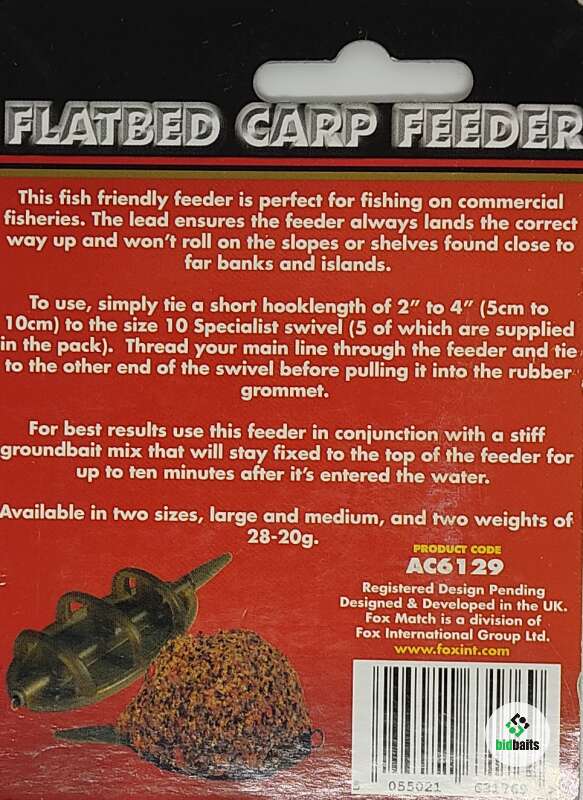 FLATBED CARP FEEDER
This fish friendly feeder is perfect for fishing on commercial
fisheries. The lead ensures the feeder always lands the correct
way up and won't roll on the slopes or shelves found close to
far banks and islands.
To use, simply tie a short hooklength of 2" to 4" (5cm to
10cm) to the size 10 Specialist swivel (5 of which are supplied
in the pack). Thread your main line through the feeder and tie
to the other end of the swivel before pulling it into the rubber
grommet.
For best results use this feeder in conjunction with a stiff
groundbait mix that will stay fixed to the top of the feeder for
up to ten minutes after it's entered the water.
Available in two sizes, large and medium, and two weights of
28-20g.
PRODUCT CODE
AC6129
Registered Design Pending
Designed & Developed in the UK.
Fox Match is a division of
Fox International Group Ltd.
www.foxint.com
bidbaits
5 055021